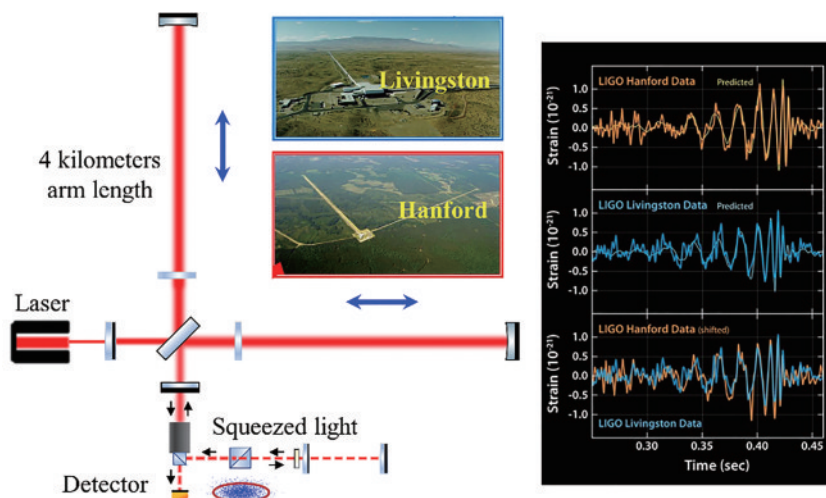 4 kilometers
arm length
Laser
Squeezed light
Detector
Livingston
Hanford
LIGO Hanford Data
Predicted
Strain (10⁻²¹)
1.0
0.5
0.0
-0.5
-1.0
LIGO Livingston Data
Predicted
Strain (10⁻²¹)
1.0
0.5
0.0
-0.5
-1.0
LIGO Hanford Data (shifted)
Strain (10⁻²¹)
1.0
0.5
0.0
-0.5
-1.0
LIGO Livingston Data
0.30 0.35 0.40 0.45
Time (sec)